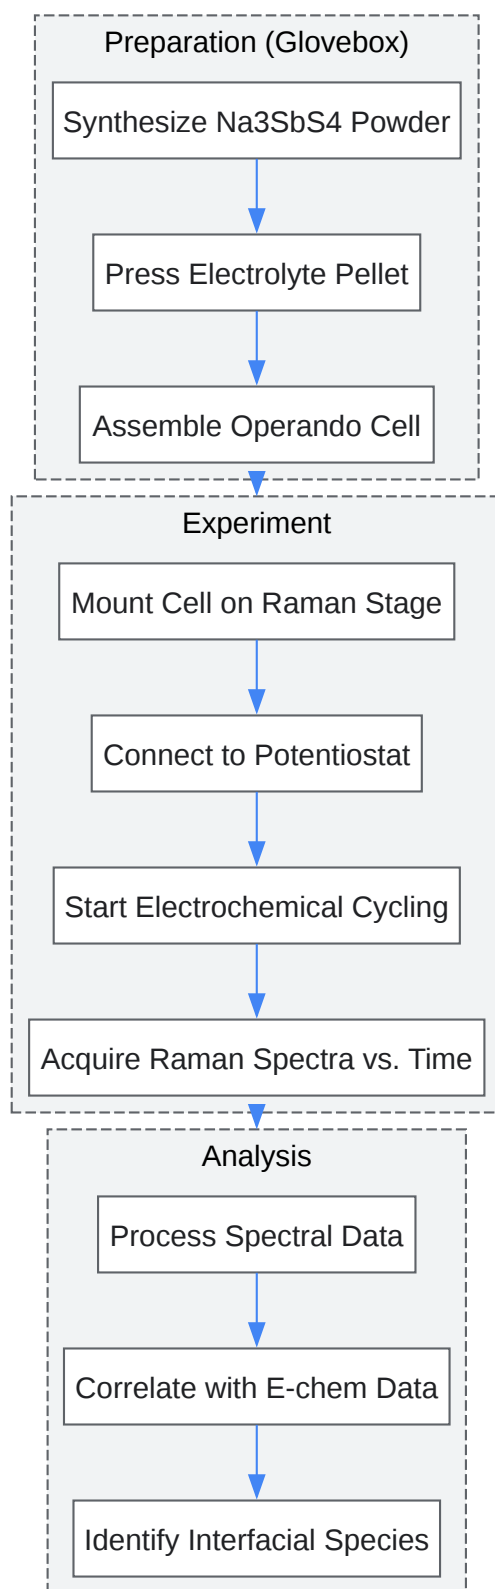 Preparation (Glovebox)
Synthesize Na3SbS4 Powder
Press Electrolyte Pellet
Assemble Operando Cell
Experiment
Mount Cell on Raman Stage
Connect to Potentiostat
Start Electrochemical Cycling
Acquire Raman Spectra vs. Time
Analysis
Process Spectral Data
Correlate with E-chem Data
Identify Interfacial Species